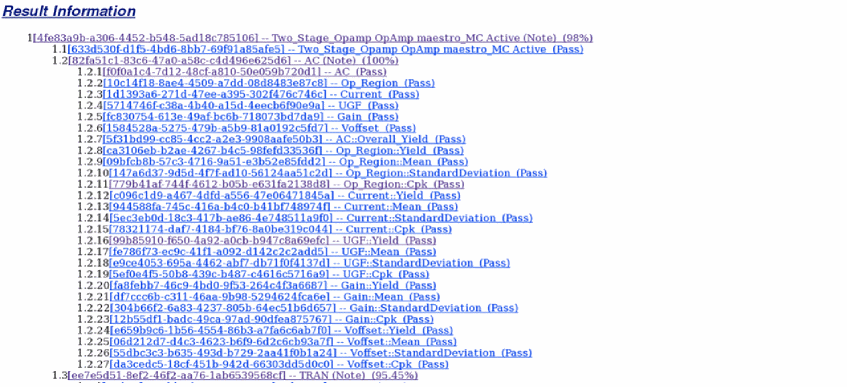 Result Information
1[4fe83a9b-a306-4452-b548-5ad18c785106] -- Two_Stage_Opamp OpAmp maestro_MC Active (Note) (98%)
1.1[633d530f-d1f5-4bd6-8bb7-69f91a85afe5] -- Two_Stage_Opamp OpAmp maestro_MC Active (Pass)
1.2[82fa51c1-83c6-47a0-a58c-c4d496e625d6] -- AC (Note) (100%)
1.2.1[f0f0a1c4-7d12-48cf-a810-50e059b720d1] -- AC (Pass)
1.2.2[10c14f18-8ae4-4509-a7dd-08d8483e87c8] -- Op_Region (Pass)
1.2.3[1d1393a6-271d-47ee-a395-302f476c746c] -- Current (Pass)
1.2.4[5714746f-c38a-4b40-a15d-4eecb6f90e9a] -- UGF (Pass)
1.2.5[fc830754-613e-49af-bc6b-718073bd7da9] -- Gain (Pass)
1.2.6[1584528a-5275-479b-a5b9-81a0192c5fd7] -- Voffset (Pass)
1.2.7[5f31bd99-cc85-4cc2-a2e3-9908aafe50b3] -- AC::Overall_Yield (Pass)
1.2.8[ca3106eb-b2ae-4267-b4c5-98fefd33536f] -- Op_Region::Yield (Pass)
1.2.9[09bfcb8b-57c3-4716-9a51-e3b52e85fdd2] -- Op_Region::Mean (Pass)
1.2.10[147a6d37-9d5d-4f7f-ad10-56124aa51c2d] -- Op_Region::StandardDeviation (Pass)
1.2.11[779b41af-744f-4612-b05b-e631fa2138d8] -- Op_Region::Cpk (Pass)
1.2.12[c096c1d9-a467-4dfd-a556-47e06471845a] -- Current::Yield (Pass)
1.2.13[944588fa-745c-416a-b4c0-b41bf748974f] -- Current::Mean (Pass)
1.2.14[5ec3eb0d-18c3-417b-ae86-4e748511a9f0] -- Current::StandardDeviation (Pass)
1.2.15[78321174-daf7-4184-bf76-8a0be319c044] -- Current::Cpk (Pass)
1.2.16[99b85910-f650-4a92-a0cb-b947c8a69efc] -- UGF::Yield (Pass)
1.2.17[fe786f73-ec9c-41f1-a092-d142c2c2add5] -- UGF::Mean (Pass)
1.2.18[e9ce4053-695a-4462-abf7-db71f0f4137d] -- UGF::StandardDeviation (Pass)
1.2.19[5ef0e4f5-50b8-439c-b487-c4616c5716a9] -- UGF::Cpk (Pass)
1.2.20[fa8febb7-46c9-4bd0-9f53-264c4f3a6687] -- Gain::Yield (Pass)
1.2.21[df7ccc6b-c311-46aa-9b98-5294624fca6e] -- Gain::Mean (Pass)
1.2.22[304b66f2-6a83-4237-805b-64ec51b6d657] -- Gain::StandardDeviation (Pass)
1.2.23[12b55df1-badc-49ca-97ad-90dfea875767] -- Gain::Cpk (Pass)
1.2.24[e659b9c6-1b56-4554-86b3-a7fa6c6ab7f0] -- Voffset::Yield (Pass)
1.2.25[06d212d7-d4c3-4623-b6f9-6d2c6cb93a7f] -- Voffset::Mean (Pass)
1.2.26[55dbc3c3-b635-493d-b729-2aa41f0b1a24] -- Voffset::StandardDeviation (Pass)
1.2.27[da3cedc5-18cf-451b-942d-66303dd5d0c0] -- Voffset::Cpk (Pass)
1.3[ee7e5d51-8ef2-46f2-aa76-1ab6539568cf] -- TRAN (Note) (95.45%)